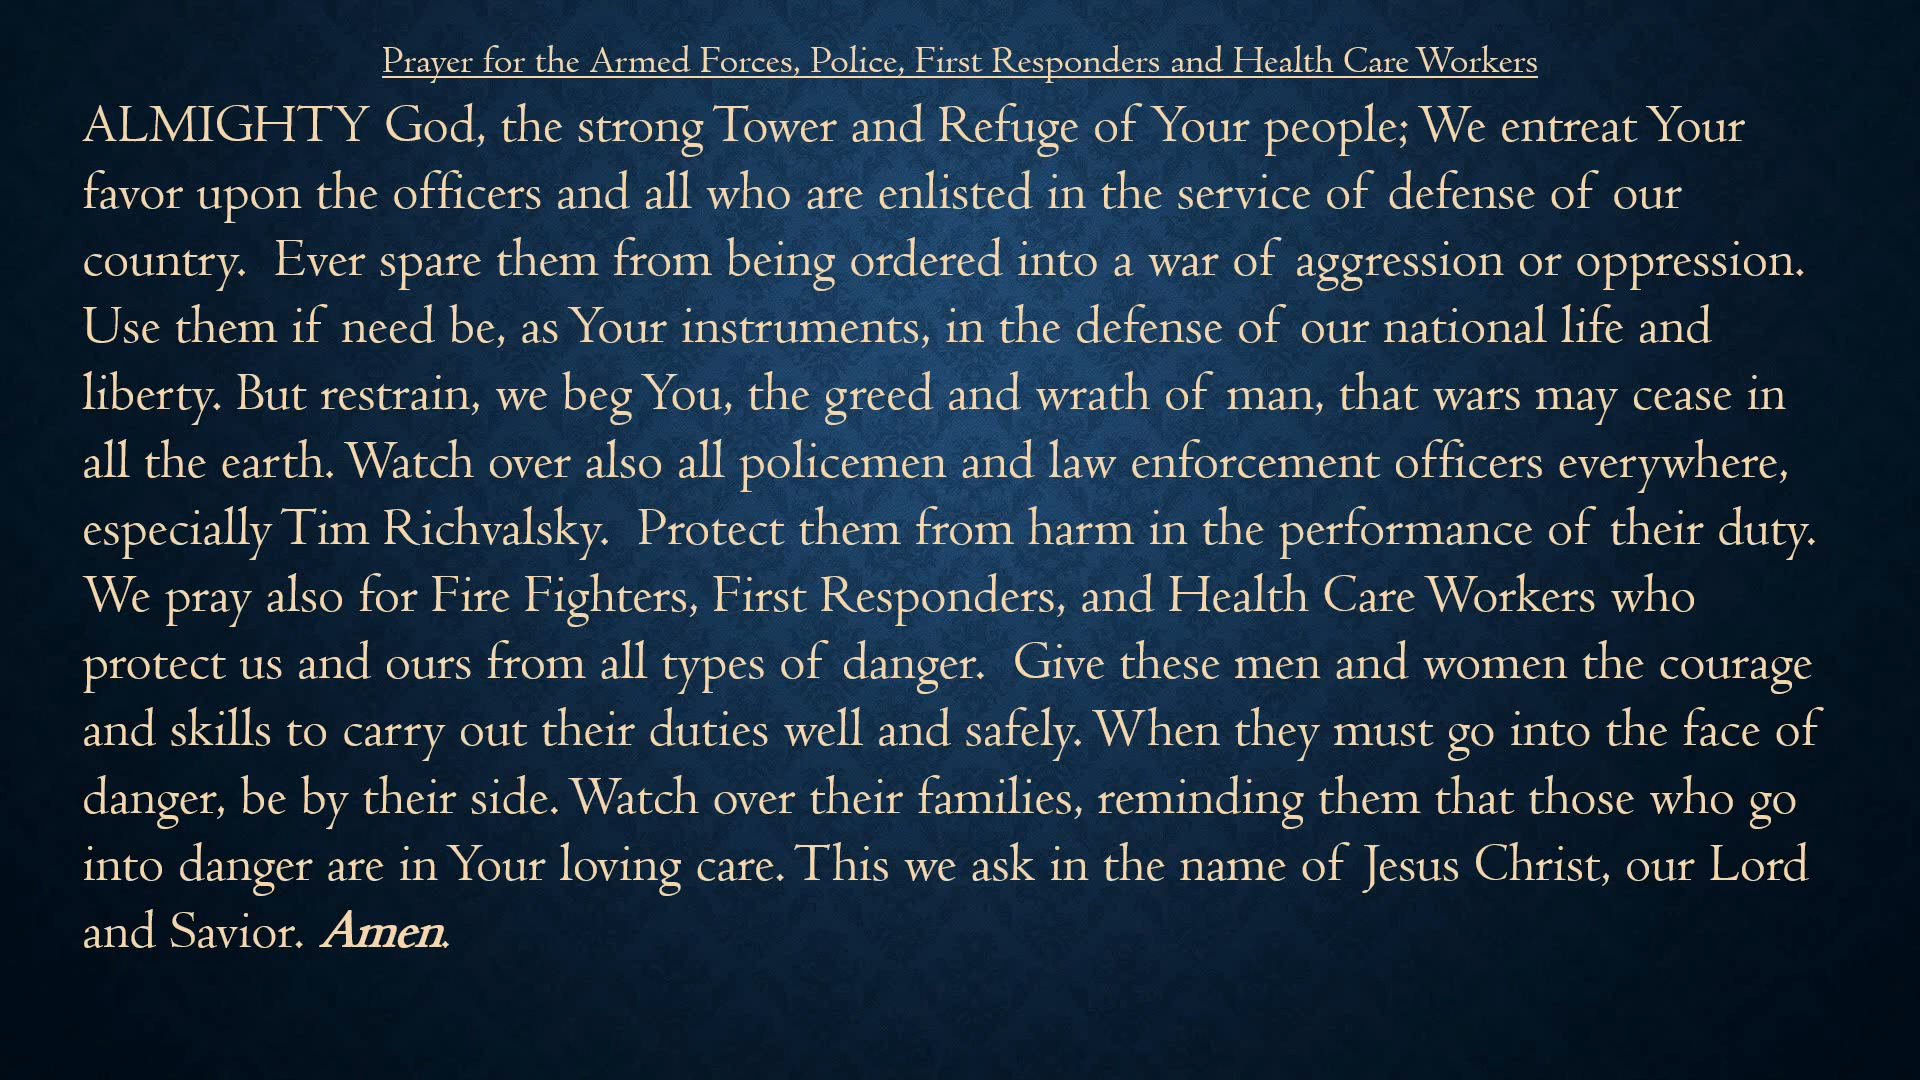 Prayer for the Armed Forces, Police, First Responders and Health Care Workers
ALMIGHTY God, the strong Tower and Refuge of Your people; We entreat Your
favor upon the officers and all who are enlisted in the service of defense of our
country.  Ever spare them from being ordered into a war of aggression or oppression.
Use them if need be, as Your instruments, in the defense of our national life and
liberty. But restrain, we beg You, the greed and wrath of man, that wars may cease in
all the earth. Watch over also all policemen and law enforcement officers everywhere,
especially Tim Richvalsky.  Protect them from harm in the performance of their duty.
We pray also for Fire Fighters, First Responders, and Health Care Workers who
protect us and ours from all types of danger.  Give these men and women the courage
and skills to carry out their duties well and safely. When they must go into the face of
danger, be by their side. Watch over their families, reminding them that those who go
into danger are in Your loving care. This we ask in the name of Jesus Christ, our Lord
and Savior. Amen.